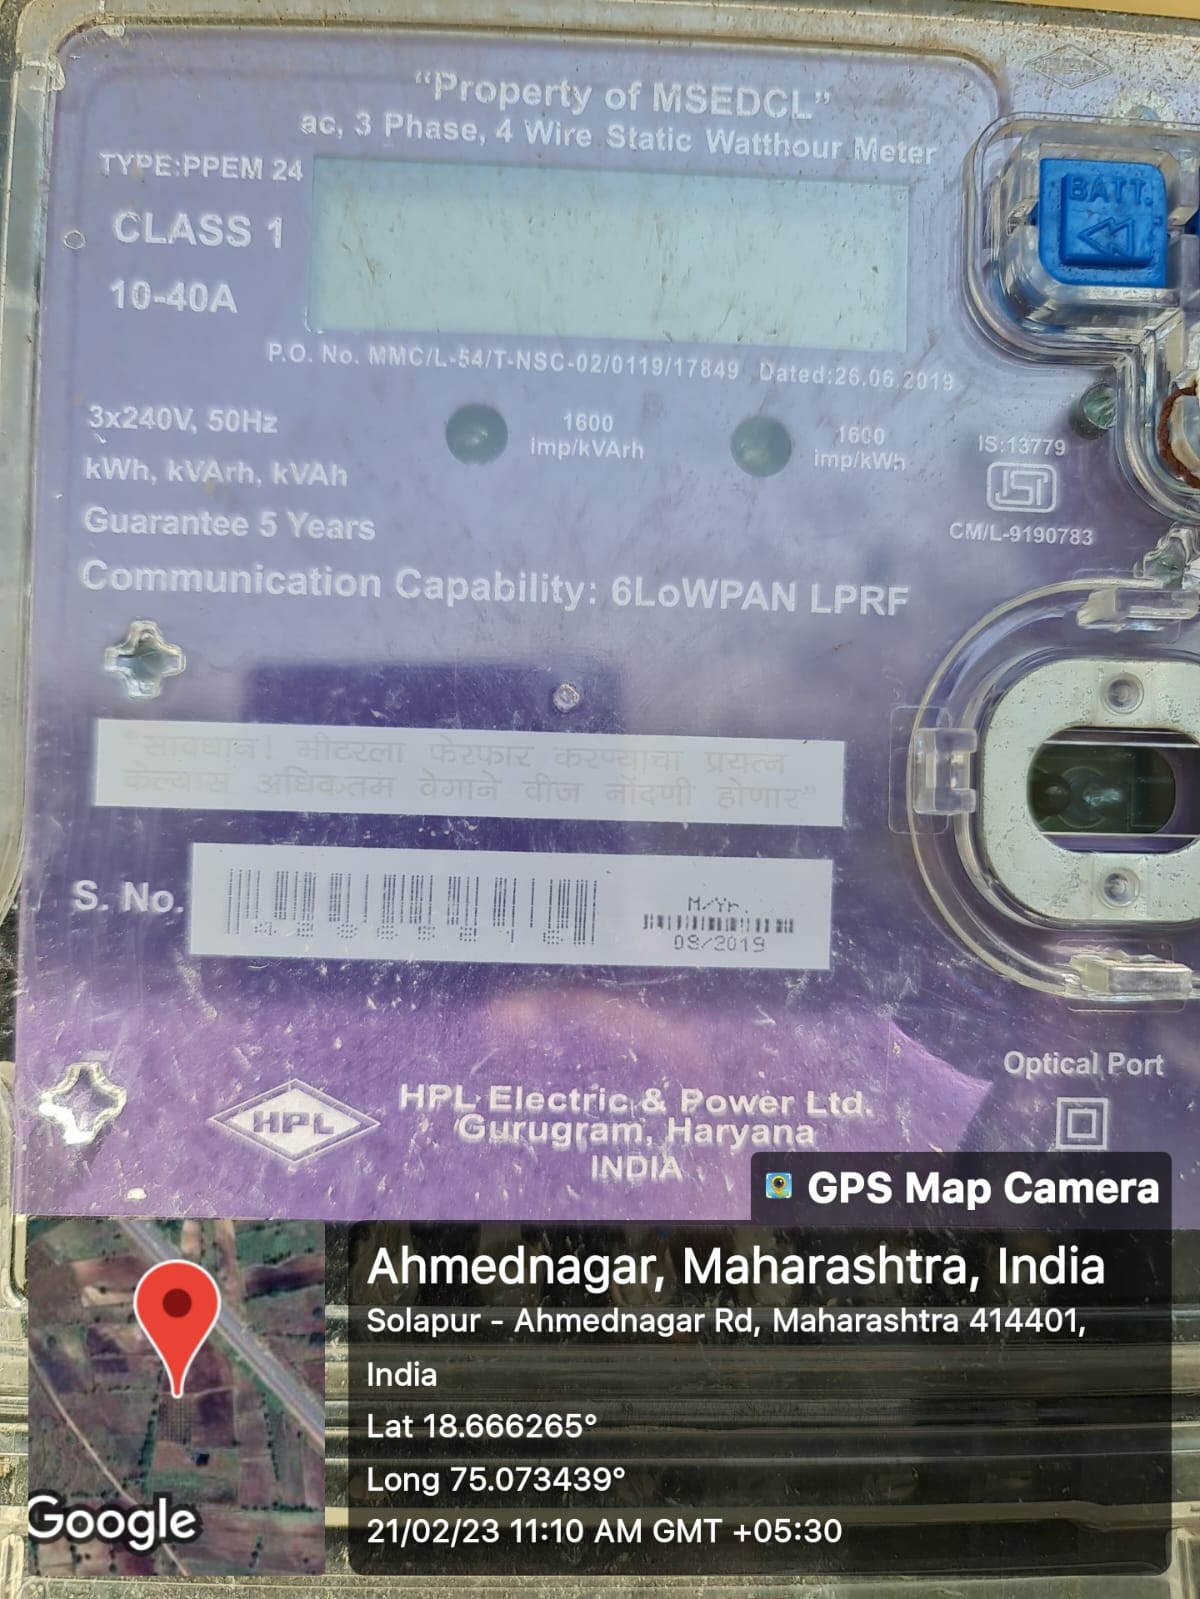 "Property of MSEDCL"
ac, 3 Phase, 4 Wire Static Watthour Meter
TYPE:PPEM 24
CLASS 1
10-40A
BATT.
P.O. No. MMC/L-54/T-NSC-02/0119/17849 Dated:26.06.2019
3x240V, 50Hz
kWh, kVArh, kVAh
Guarantee 5 Years
1600
imp/kVArh
1600
imp/kWh
IS:13779
ISI
CM/L-9190783
Communication Capability: 6LoWPAN LPRF
"सावधान! मीटरला फेरफार करण्याचा प्रयत्न
केल्यास अधिकतम वेगाने वीज नोंदणी होणार"
S. No.
M/Yr.
08/2019
Optical Port
HPL
HPL Electric & Power Ltd.
Gurugram, Haryana
INDIA
GPS Map Camera
Ahmednagar, Maharashtra, India
Solapur - Ahmednagar Rd, Maharashtra 414401,
India
Lat 18.666265°
Long 75.073439°
21/02/23 11:10 AM GMT +05:30
Google